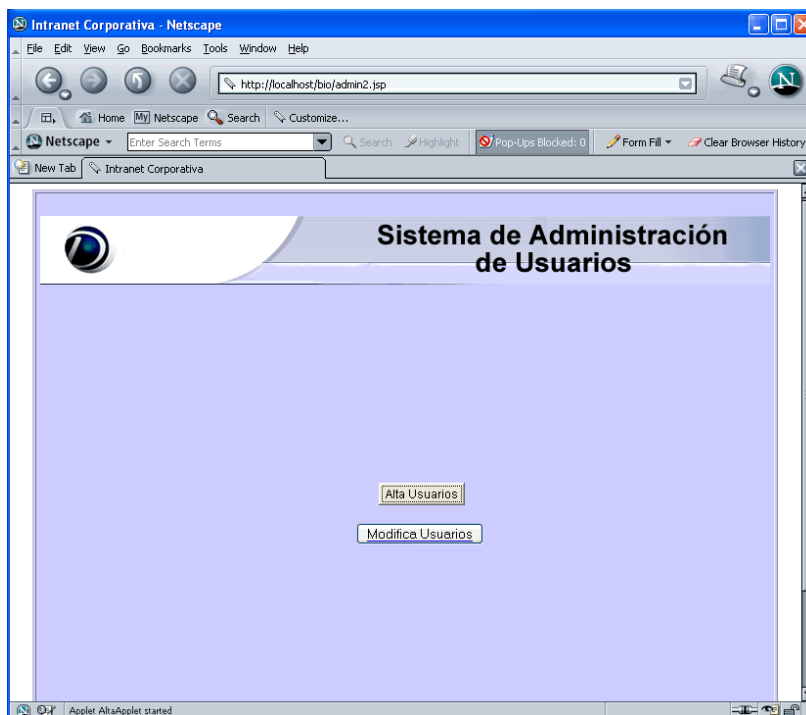 Intranet Corporativa - Netscape
File Edit View Go Bookmarks Tools Window Help
http://localhost/bio/admin2.jsp
Home My Netscape Search Customize...
Netscape Enter Search Terms Search Highlight Pop-Ups Blocked: 0 Form Fill Clear Browser History
New Tab Intranet Corporativa
Sistema de Administración
de Usuarios
Alta Usuarios
Modifica Usuarios
Applet AltaApplet started